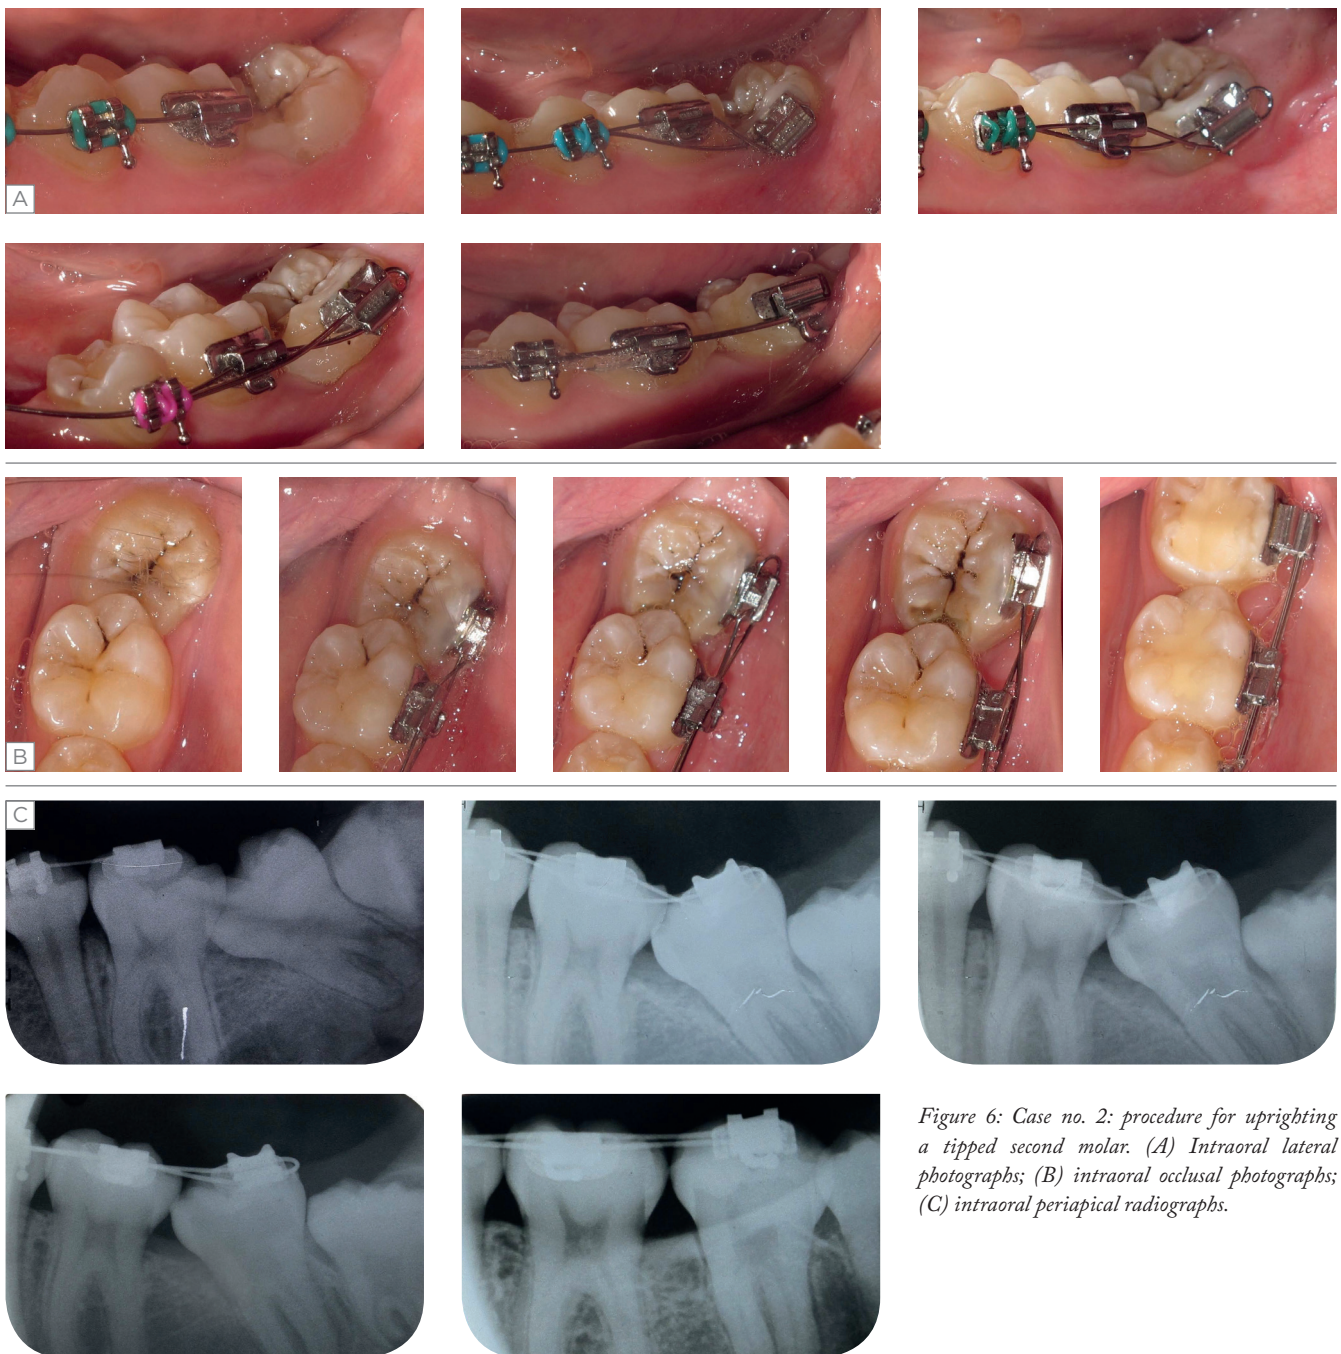 A
B
C
Figure 6: Case no. 2: procedure for uprighting
a tipped second molar. (A) Intraoral lateral
photographs; (B) intraoral occlusal photographs;
(C) intraoral periapical radiographs.